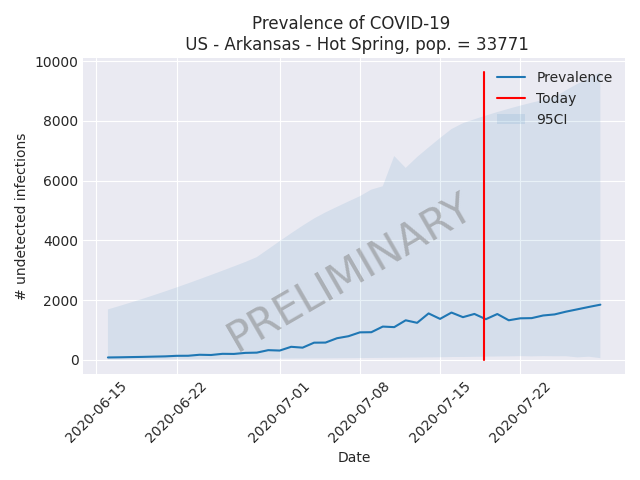 Prevalence of COVID-19
US - Arkansas - Hot Spring, pop. = 33771
10000
8000
6000
4000
2000
0
# undetected infections
Prevalence
Today
95CI
PRELIMINARY
2020-06-15
2020-06-22
2020-07-01
2020-07-08
2020-07-15
2020-07-22
Date